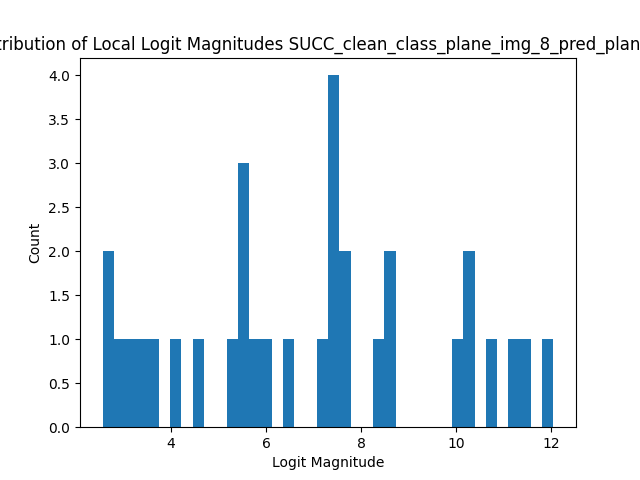 tribution of Local Logit Magnitudes SUCC_clean_class_plane_img_8_pred_plan
4.0
3.5
3.0
2.5
2.0
1.5
1.0
0.5
0.0
Count
4 6 8 10 12
Logit Magnitude